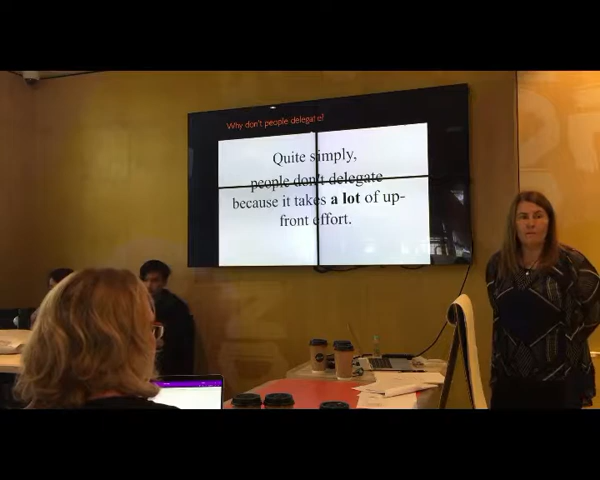 Why don't people delegate?
Quite simply,
people don't delegate
because it takes a lot of up-
front effort.